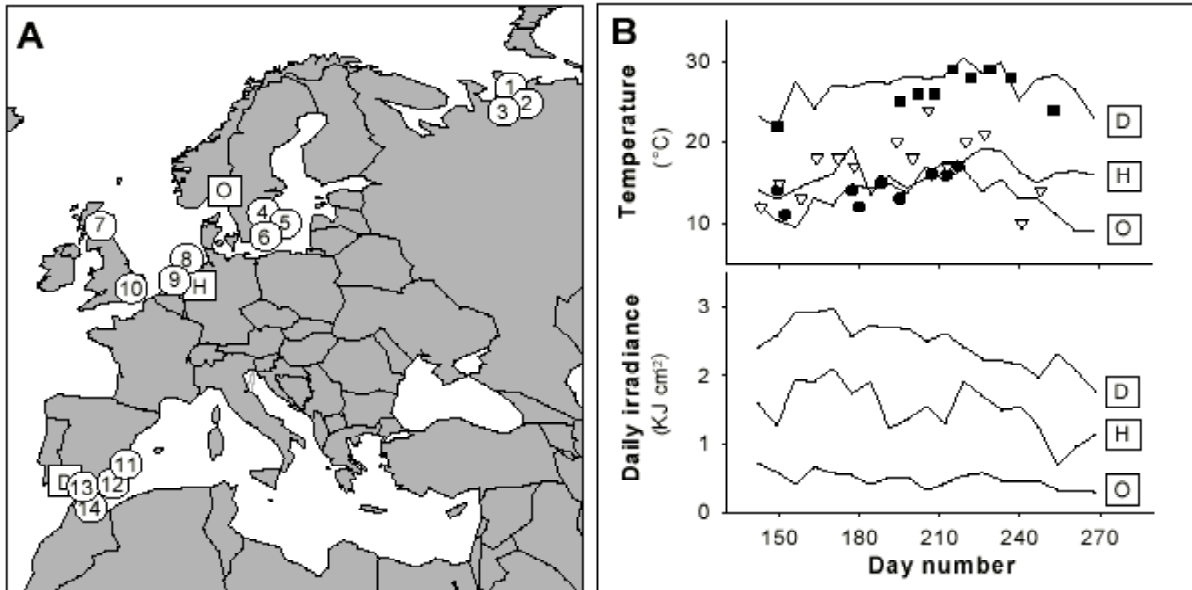 A
1
2
3
O
4
5
6
7
8
9
H
10
11
D
12
13
14
B
Temperature
(°C)
30
20
10
D
H
O
Daily irradiance
(KJ cm²)
3
2
1
0
D
H
O
150 180 210 240 270
Day number